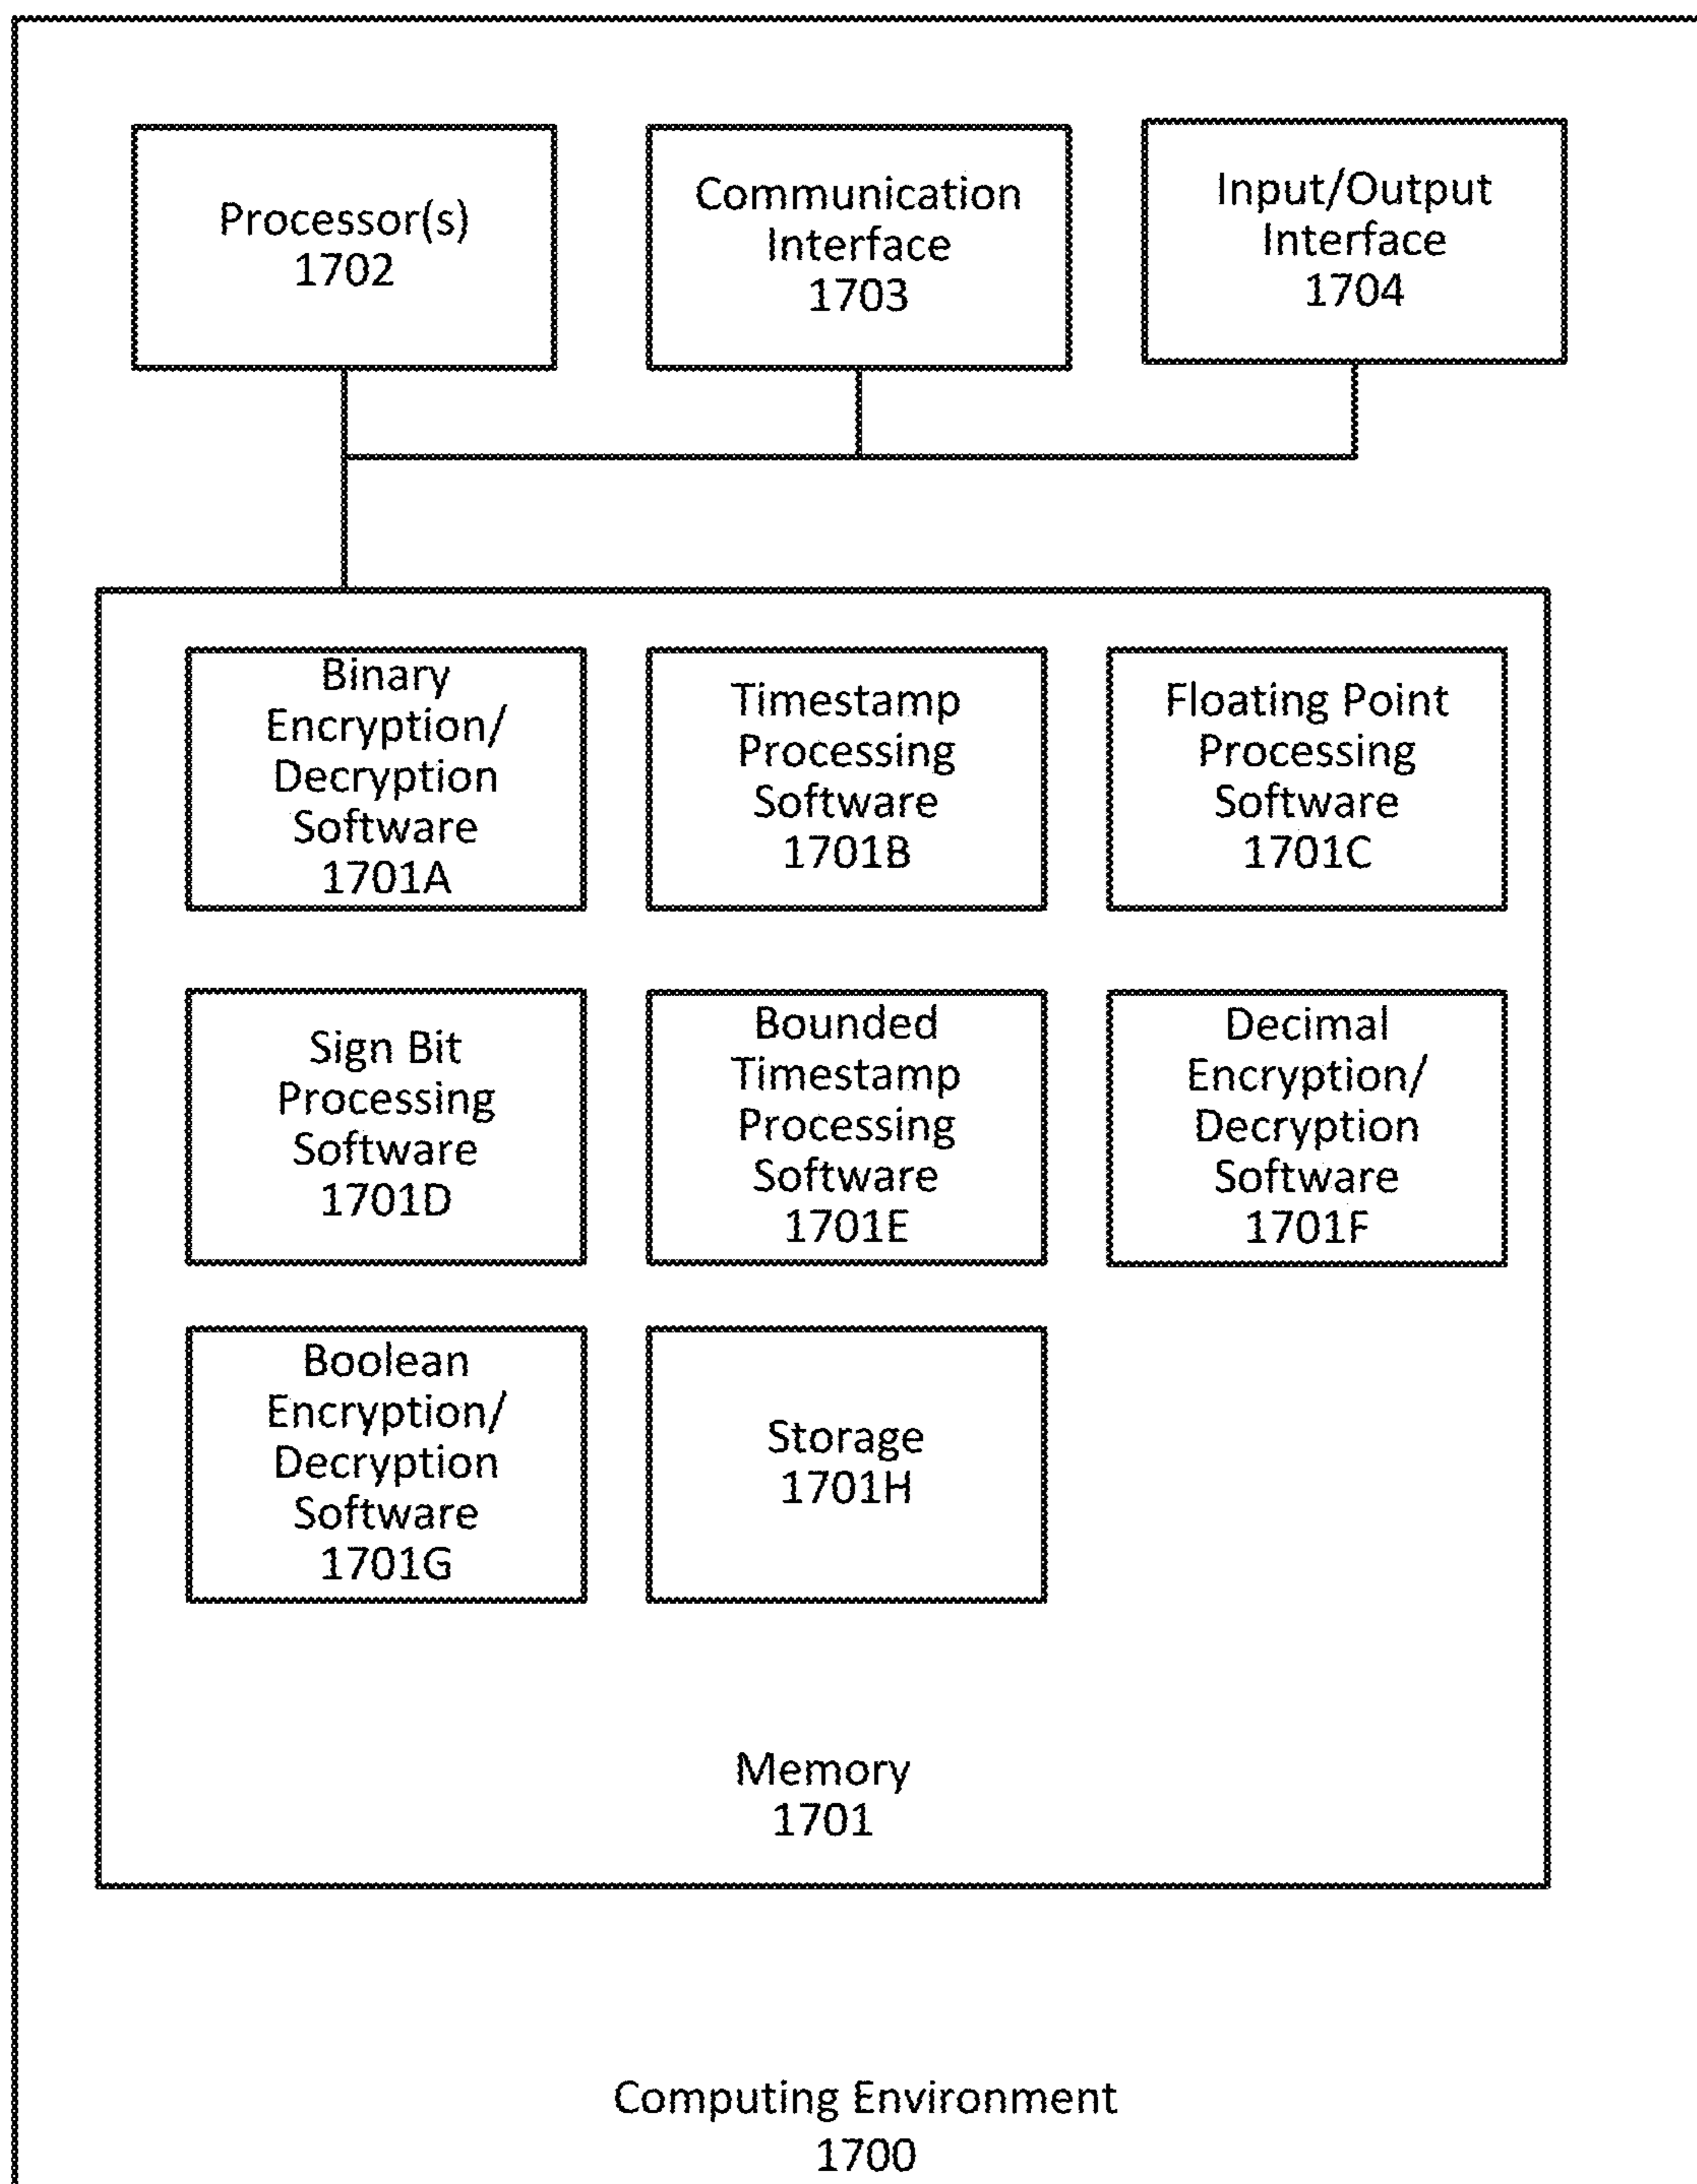 Processor(s)
1702
Communication
Interface
1703
Input/Output
Interface
1704
Binary
Encryption/
Decryption
Software
1701A
Timestamp
Processing
Software
1701B
Floating Point
Processing
Software
1701C
Sign Bit
Processing
Software
1701D
Bounded
Timestamp
Processing
Software
1701E
Decimal
Encryption/
Decryption
Software
1701F
Boolean
Encryption/
Decryption
Software
1701G
Storage
1701H
Memory
1701
Computing Environment
1700